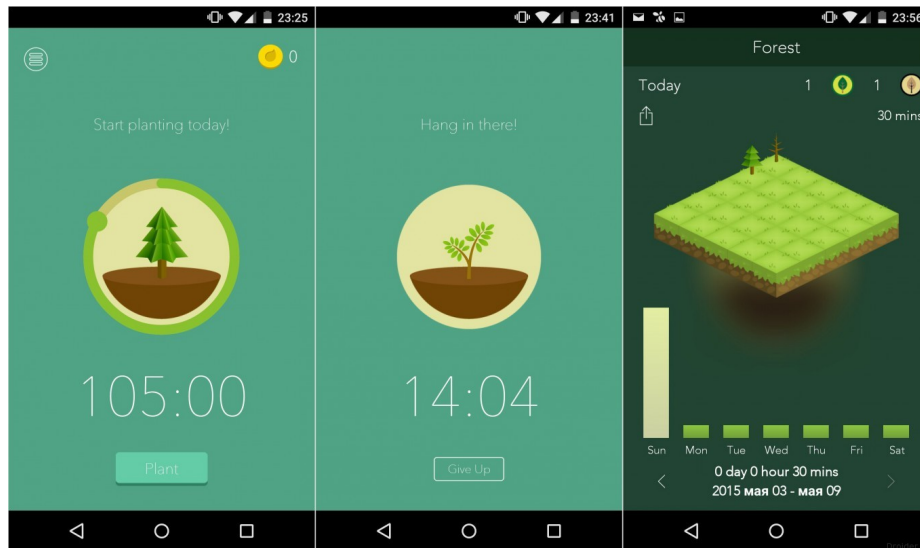 23:25
0
Start planting today!
105:00
Plant
23:41
Hang in there!
14:04
Give Up
23:56
Forest
Today 1 1
30 mins
Sun Mon Tue Wed Thu Fri Sat
0 day 0 hour 30 mins
2015 мая 03 - мая 09